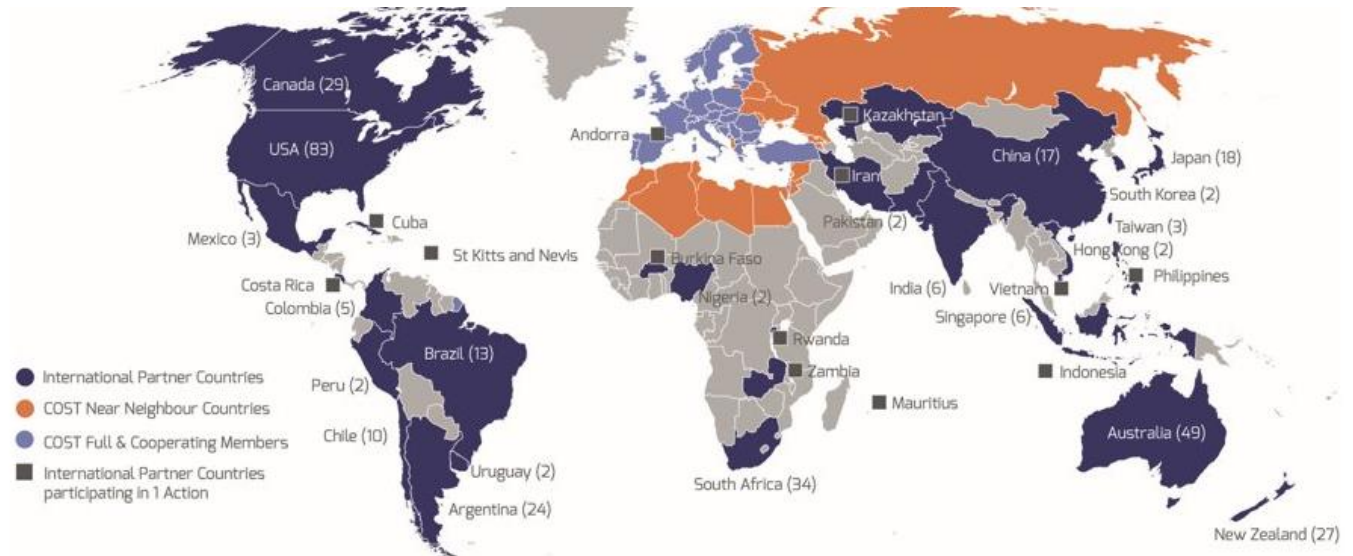 Canada (29)
USA (83)
Mexico (3)
Cuba
St Kitts and Nevis
Costa Rica
Colombia (5)
Brazil (13)
Peru (2)
Chile (10)
Uruguay (2)
Argentina (24)
International Partner Countries
COST Near Neighbour Countries
COST Full & Cooperating Members
International Partner Countries
participating in 1 Action
Andorra
Burkina Faso
Nigeria (2)
Rwanda
Zambia
Mauritius
South Africa (34)
Kazakhstan
Iran
Pakistan (2)
China (17)
Japan (18)
South Korea (2)
Taiwan (3)
Hong Kong (2)
Philippines
India (6)
Vietnam
Singapore (6)
Indonesia
Australia (49)
New Zealand (27)